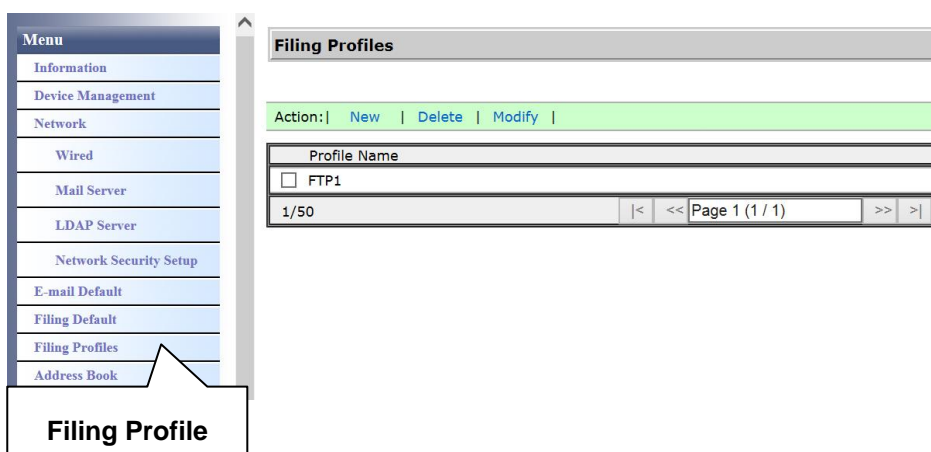 Menu
Information
Device Management
Network
Wired
Mail Server
LDAP Server
Network Security Setup
E-mail Default
Filing Default
Filing Profiles
Address Book
Filing Profile
Filing Profiles
Action:| New | Delete | Modify |
Profile Name
FTP1
1/50 |< << Page 1 (1 / 1) >> >|